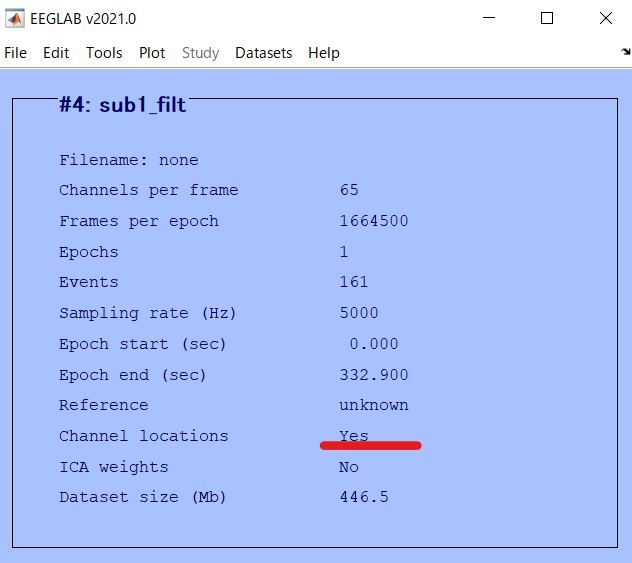 EEGLAB v2021.0
File Edit Tools Plot Study Datasets Help
#4: sub1_filt
Filename: none
Channels per frame 65
Frames per epoch 1664500
Epochs 1
Events 161
Sampling rate (Hz) 5000
Epoch start (sec) 0.000
Epoch end (sec) 332.900
Reference unknown
Channel locations Yes
ICA weights No
Dataset size (Mb) 446.5